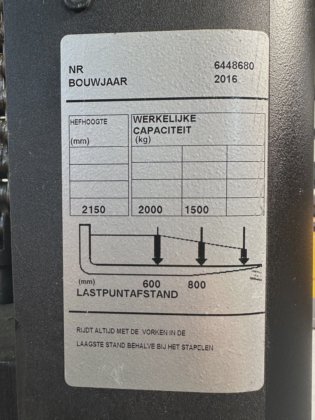 NR 6448680
BOUWJAAR 2016
HEFHOOGTE WERKELIJKE
CAPACITEIT
(mm) (kg)
2150 2000 1500
(mm) 600 800
LASTPUNTAFSTAND
RIJDT ALTIJD MET DE VORKEN IN DE
LAAGSTE STAND BEHALVE BIJ HET STAPELEN